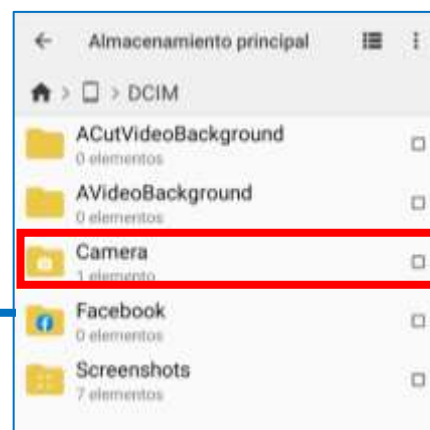 Almacenamiento principal
> > DCIM
ACutVideoBackground
0 elementos
AVideoBackground
0 elementos
Camera
1 elemento
Facebook
0 elementos
Screenshots
7 elementos